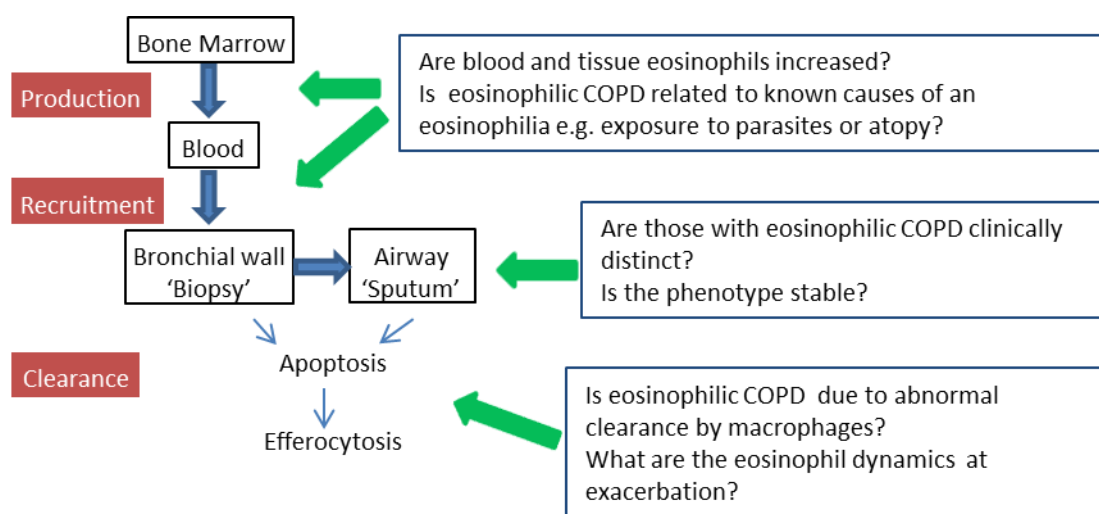 Bone Marrow
Production
Blood
Recruitment
Bronchial wall
'Biopsy'
Airway
'Sputum'
Clearance
Apoptosis
Efferocytosis
Are blood and tissue eosinophils increased?
Is eosinophilic COPD related to known causes of an
eosinophilia e.g. exposure to parasites or atopy?
Are those with eosinophilic COPD clinically
distinct?
Is the phenotype stable?
Is eosinophilic COPD due to abnormal
clearance by macrophages?
What are the eosinophil dynamics at
exacerbation?